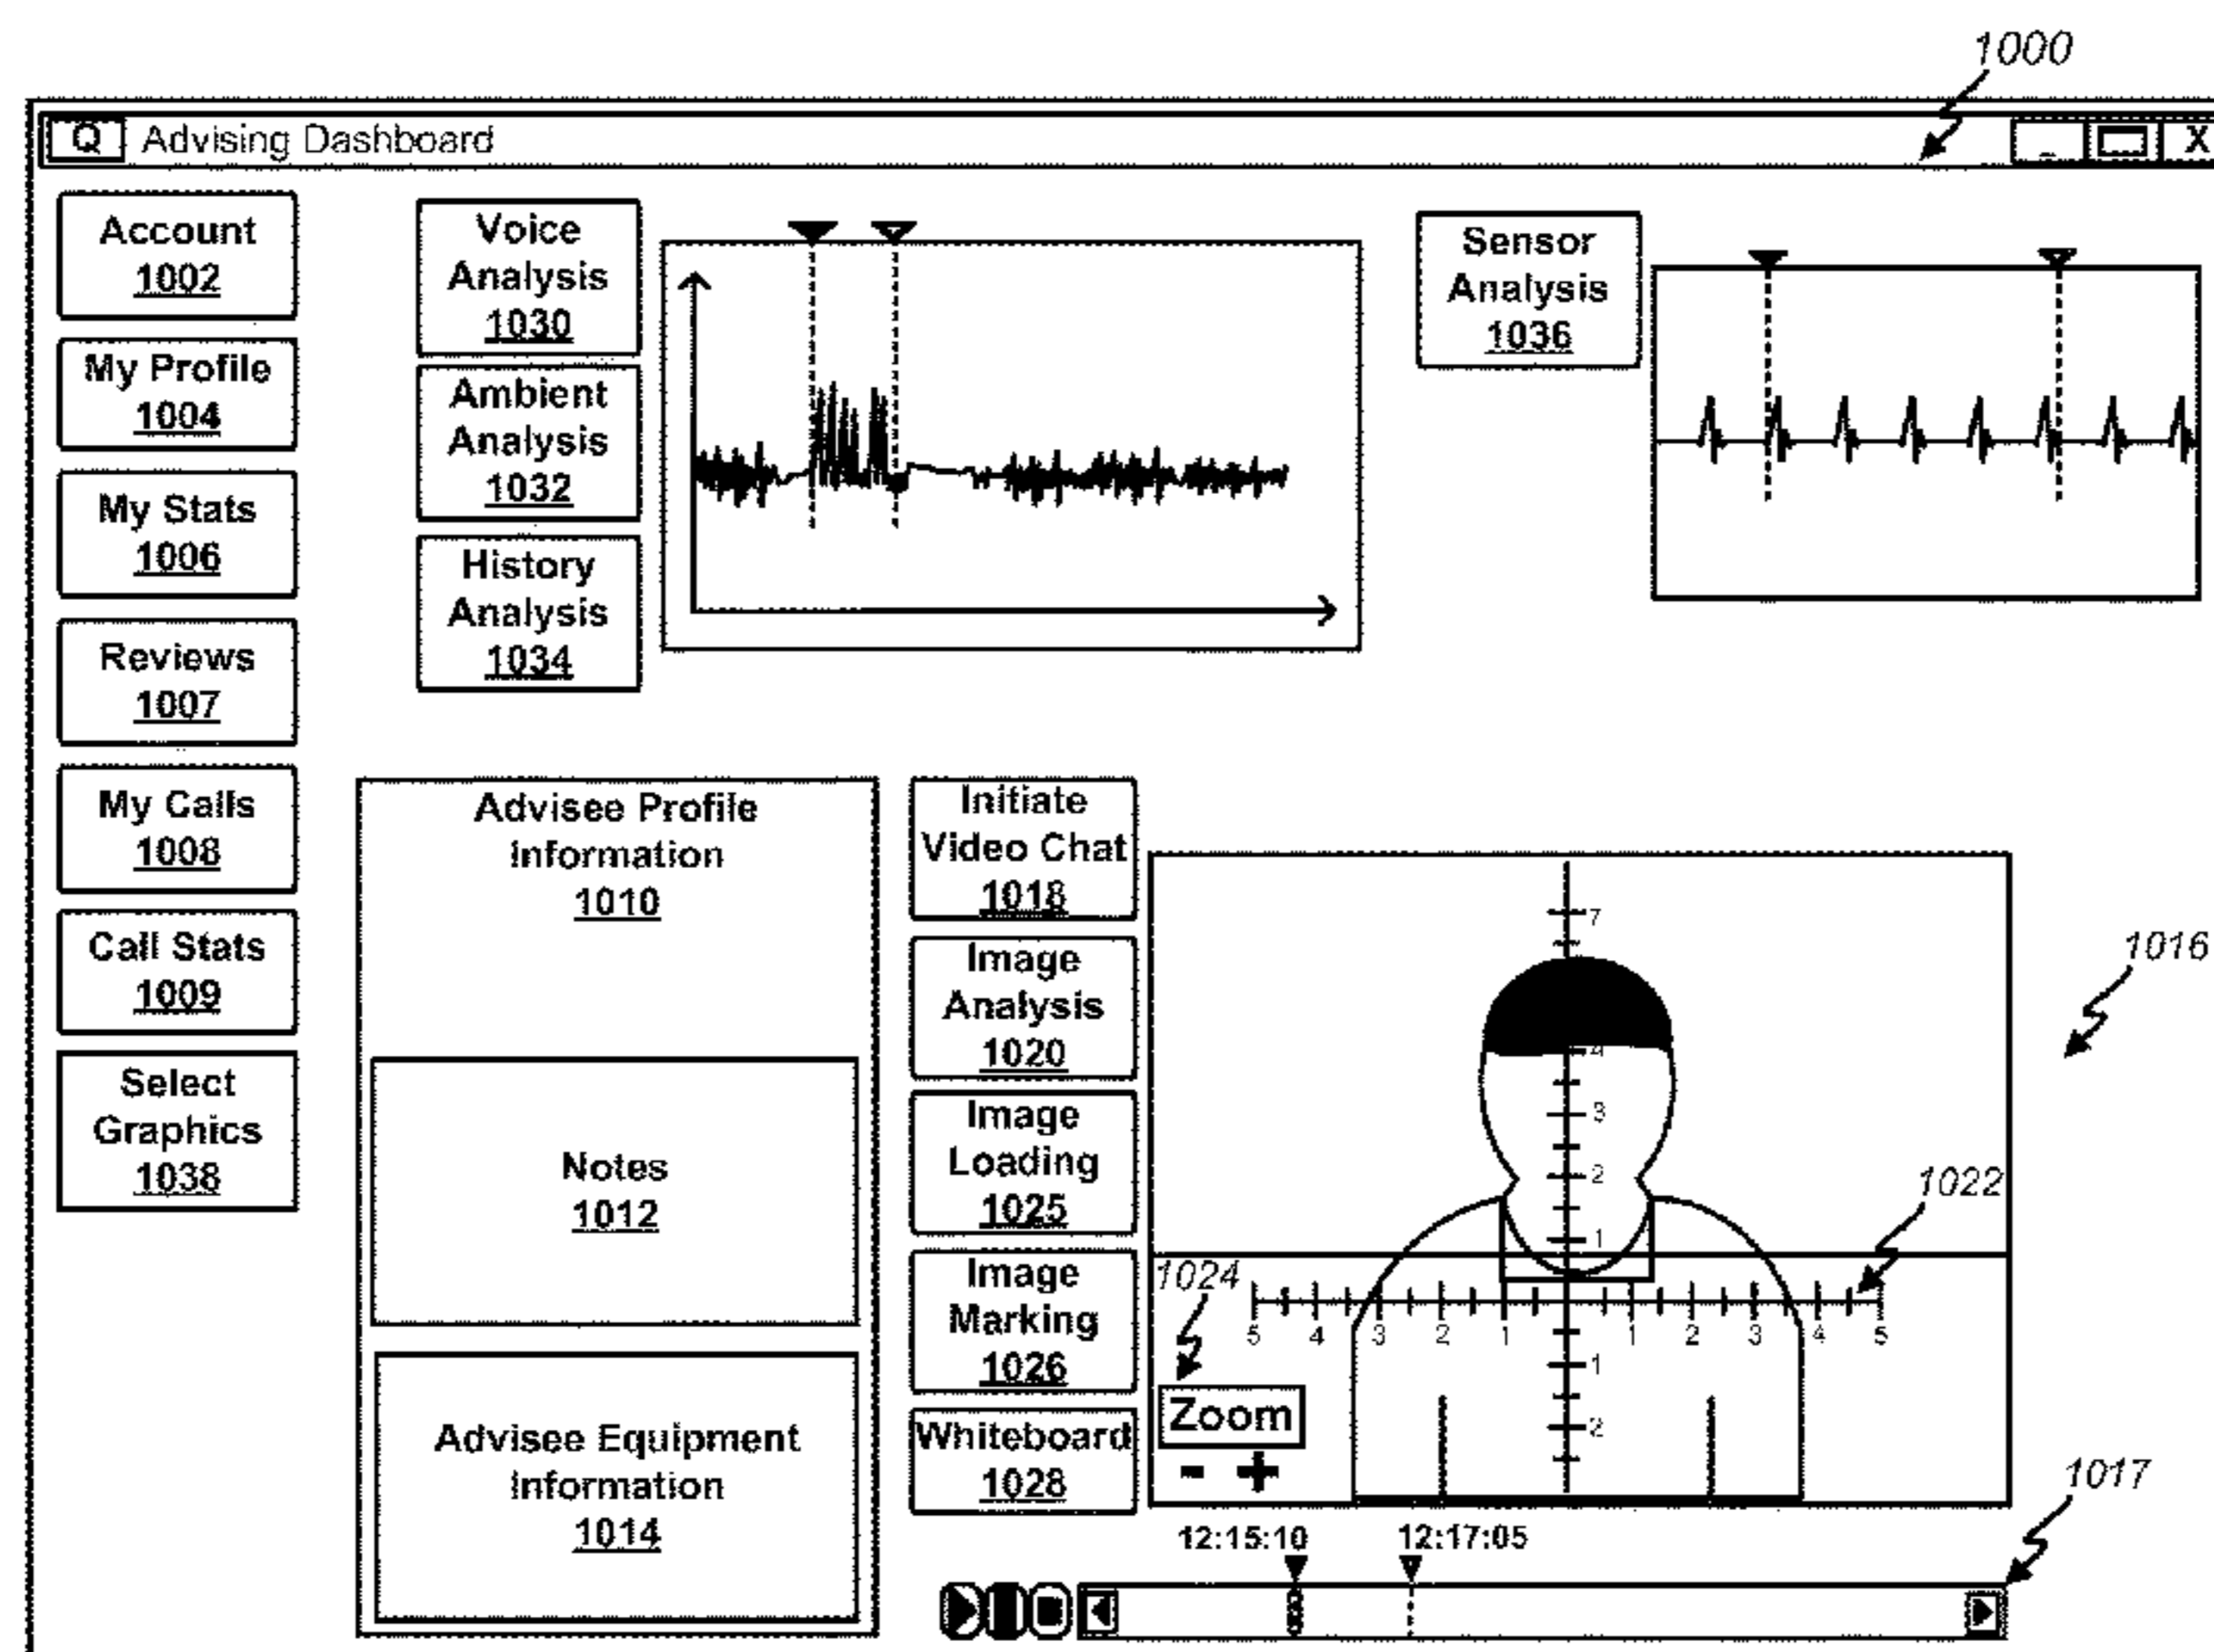 1000
Q Advising Dashboard _ X
Account
1002
My Profile
1004
My Stats
1006
Reviews
1007
My Calls
1008
Call Stats
1009
Select
Graphics
1038
Voice
Analysis
1030
Ambient
Analysis
1032
History
Analysis
1034
Sensor
Analysis
1036
Advisee Profile
Information
1010
Notes
1012
Advisee Equipment
Information
1014
Initiate
Video Chat
1018
Image
Analysis
1020
Image
Loading
1025
Image
Marking
1026
Whiteboard
1028
7
4
3
2
1
5 4 3 2 1 1 2 3 4 5
1
2
1016
1022
1024
Zoom
- +
12:15:10 12:17:05
1017